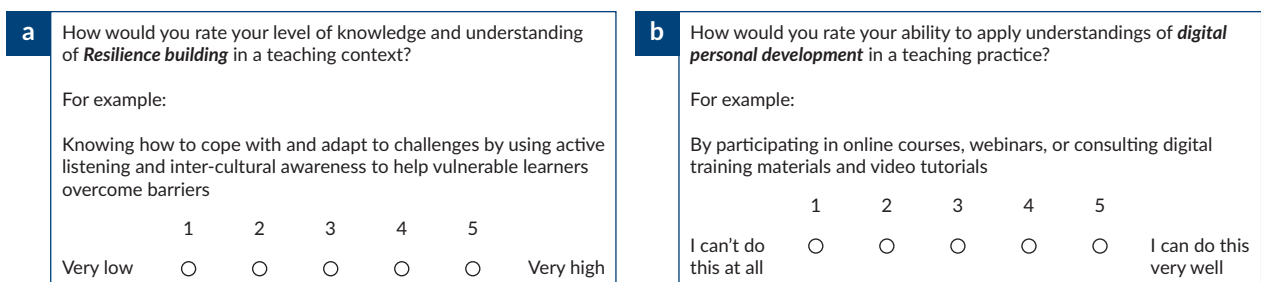 a
How would you rate your level of knowledge and understanding
of Resilience building in a teaching context?
For example:
Knowing how to cope with and adapt to challenges by using active
listening and inter-cultural awareness to help vulnerable learners
overcome barriers
1 2 3 4 5
Very low Very high
b
How would you rate your ability to apply understandings of digital
personal development in a teaching practice?
For example:
By participating in online courses, webinars, or consulting digital
training materials and video tutorials
1 2 3 4 5
I can't do I can do this
this at all very well